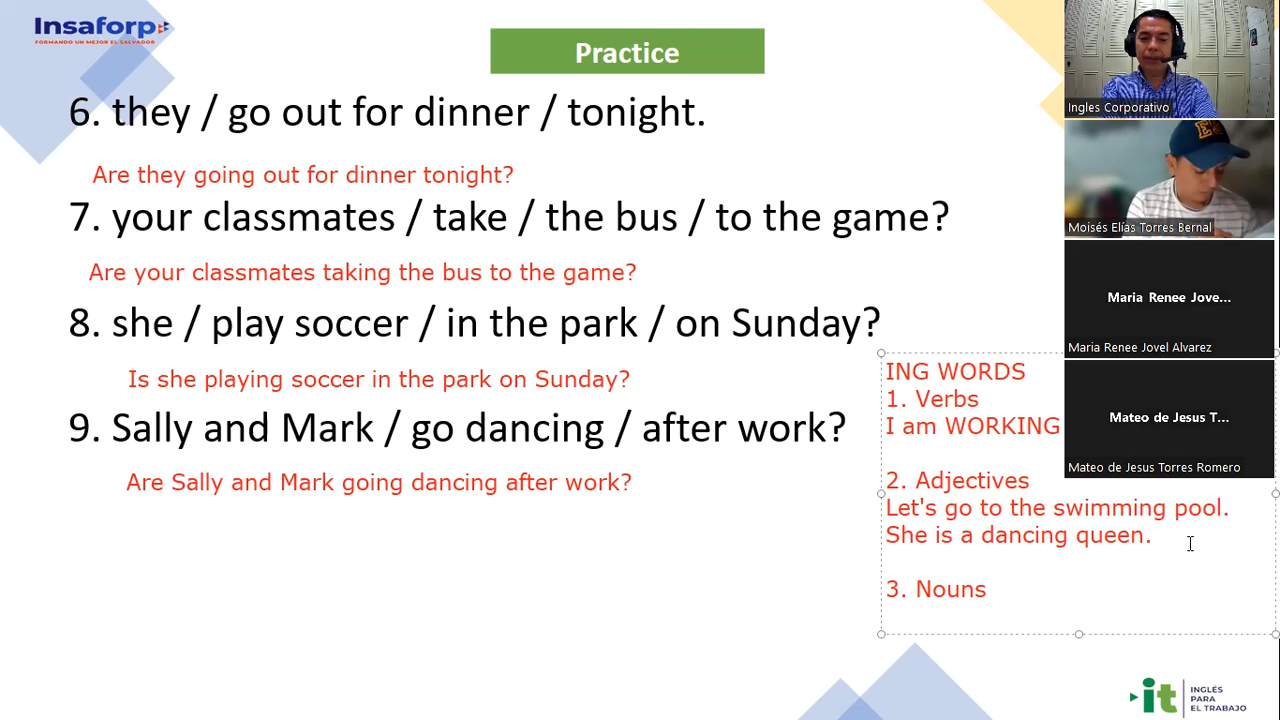 Insaforp
FORMANDO UN MEJOR EL SALVADOR
Practice
6. they / go out for dinner / tonight.
Are they going out for dinner tonight?
7. your classmates / take / the bus / to the game?
Are your classmates taking the bus to the game?
8. she / play soccer / in the park / on Sunday?
Is she playing soccer in the park on Sunday?
9. Sally and Mark / go dancing / after work?
Are Sally and Mark going dancing after work?
ING WORDS
1. Verbs
I am WORKING
2. Adjectives
Let's go to the swimming pool.
She is a dancing queen.
3. Nouns
Ingles Corporativo
E
Moisés Elías Torres Bernal
Maria Renee Jove...
Maria Renee Jovel Alvarez
Mateo de Jesus T...
Mateo de Jesus Torres Romero
it
INGLÉS
PARA
EL TRABAJO